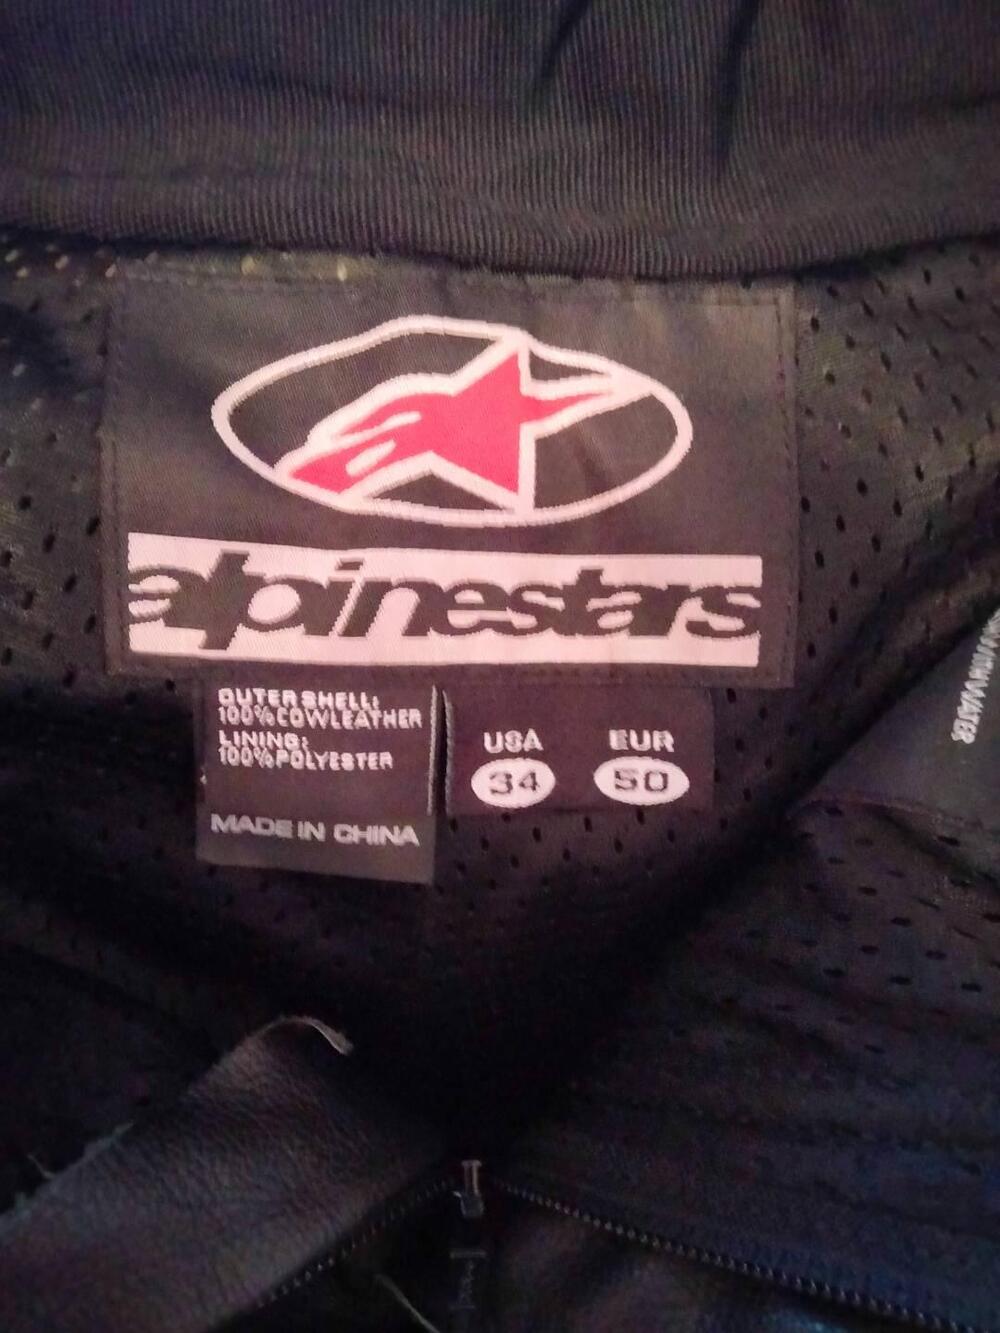 alpinestars
OUTER SHELL:
100%COWLEATHER
LINING:
100%POLYESTER
MADE IN CHINA
USA EUR
34 50